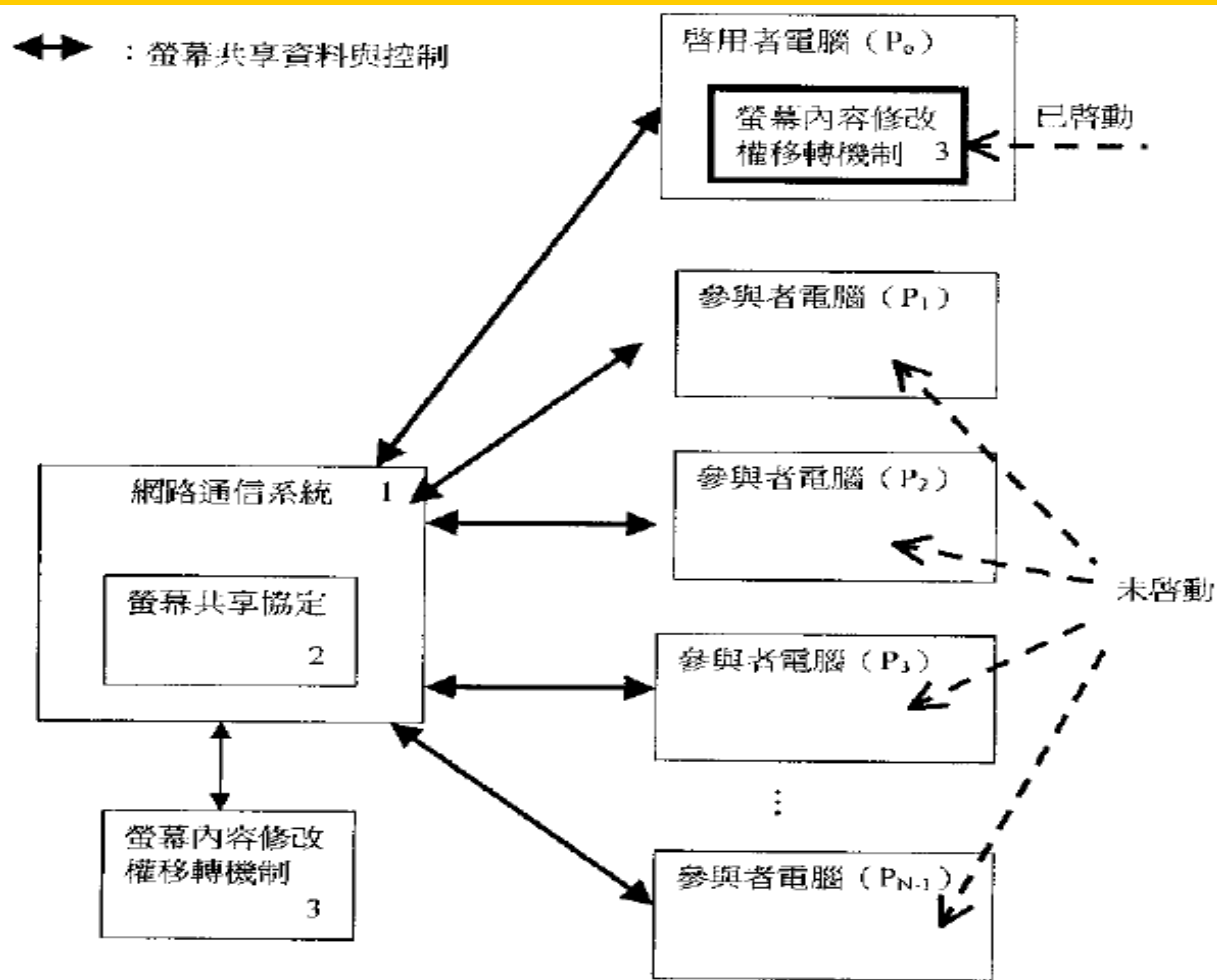 ：螢幕共享資料與控制
啓用者電腦（P₀）
螢幕內容修改
權移轉機制 3
已啓動
參與者電腦（P₁）
網路通信系統 1
參與者電腦（P₂）
螢幕共享協定
2
未啓動
參與者電腦（P₃）
⋮
螢幕內容修改
權移轉機制
3
參與者電腦（P_{N-1}）